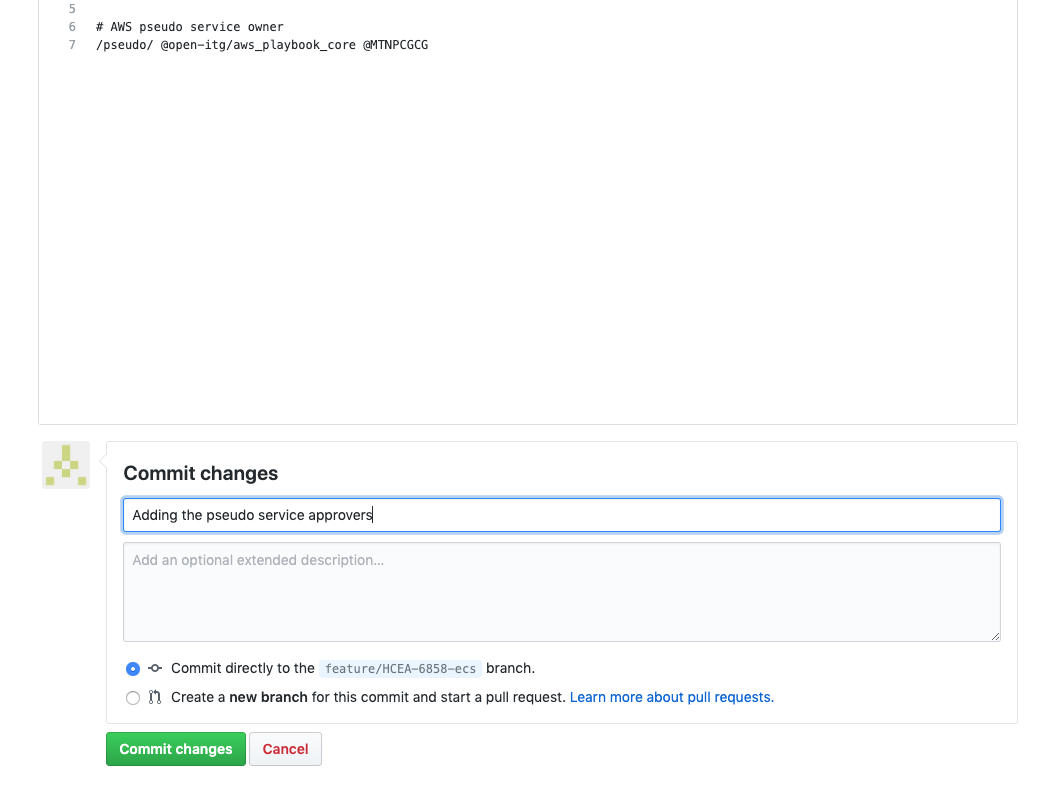 5
6 # AWS pseudo service owner
7 /pseudo/ @open-itg/aws_playbook_core @MTNPCGCG
Commit changes
Adding the pseudo service approvers
Add an optional extended description...
Commit directly to the feature/HCEA-6858-ecs branch.
Create a new branch for this commit and start a pull request. Learn more about pull requests.
Commit changes Cancel